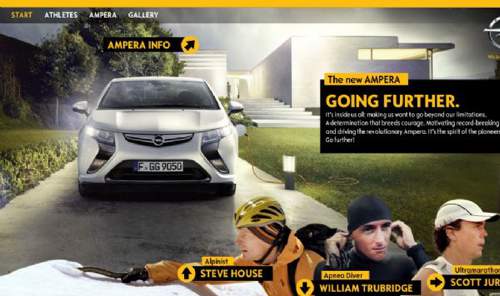 START ATHLETES AMPERA GALLERY
AMPERA INFO
The new AMPERA
GOING FURTHER.
It's inside us all: making us want to go beyond our limitations.
A determination that breeds courage. Motivating record-breaking
and driving the revolutionary Ampera. It's the spirit of the pioneer
Go further!
F·GG 9050
Alpinist
STEVE HOUSE
Apnea Diver
WILLIAM TRUBRIDGE
Ultramarathon
SCOTT JUR